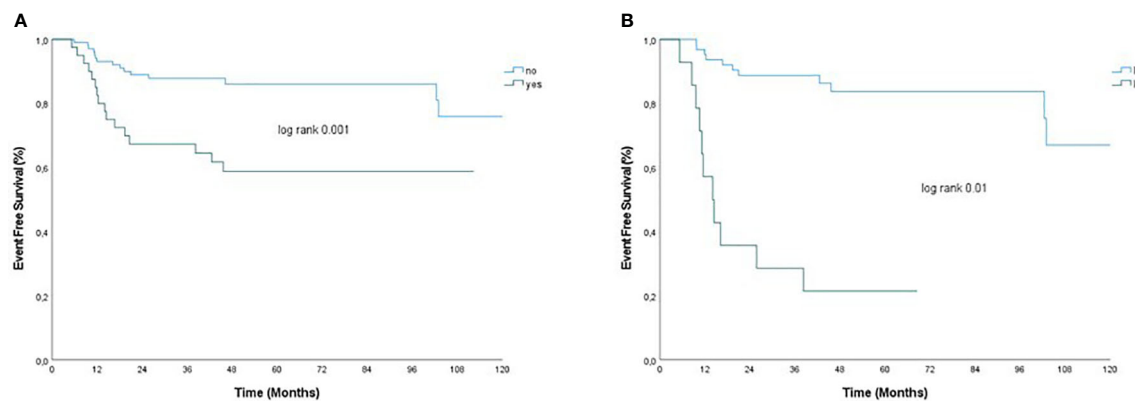 A
1,0
0,8
0,6
0,4
0,2
0,0
Event Free Survival (%)
0 12 24 36 48 60 72 84 96 108 120
Time (Months)
log rank 0.001
no
yes
B
1,0
0,8
0,6
0,4
0,2
0,0
Event Free Survival (%)
0 12 24 36 48 60 72 84 96 108 120
Time (Months)
log rank 0.01